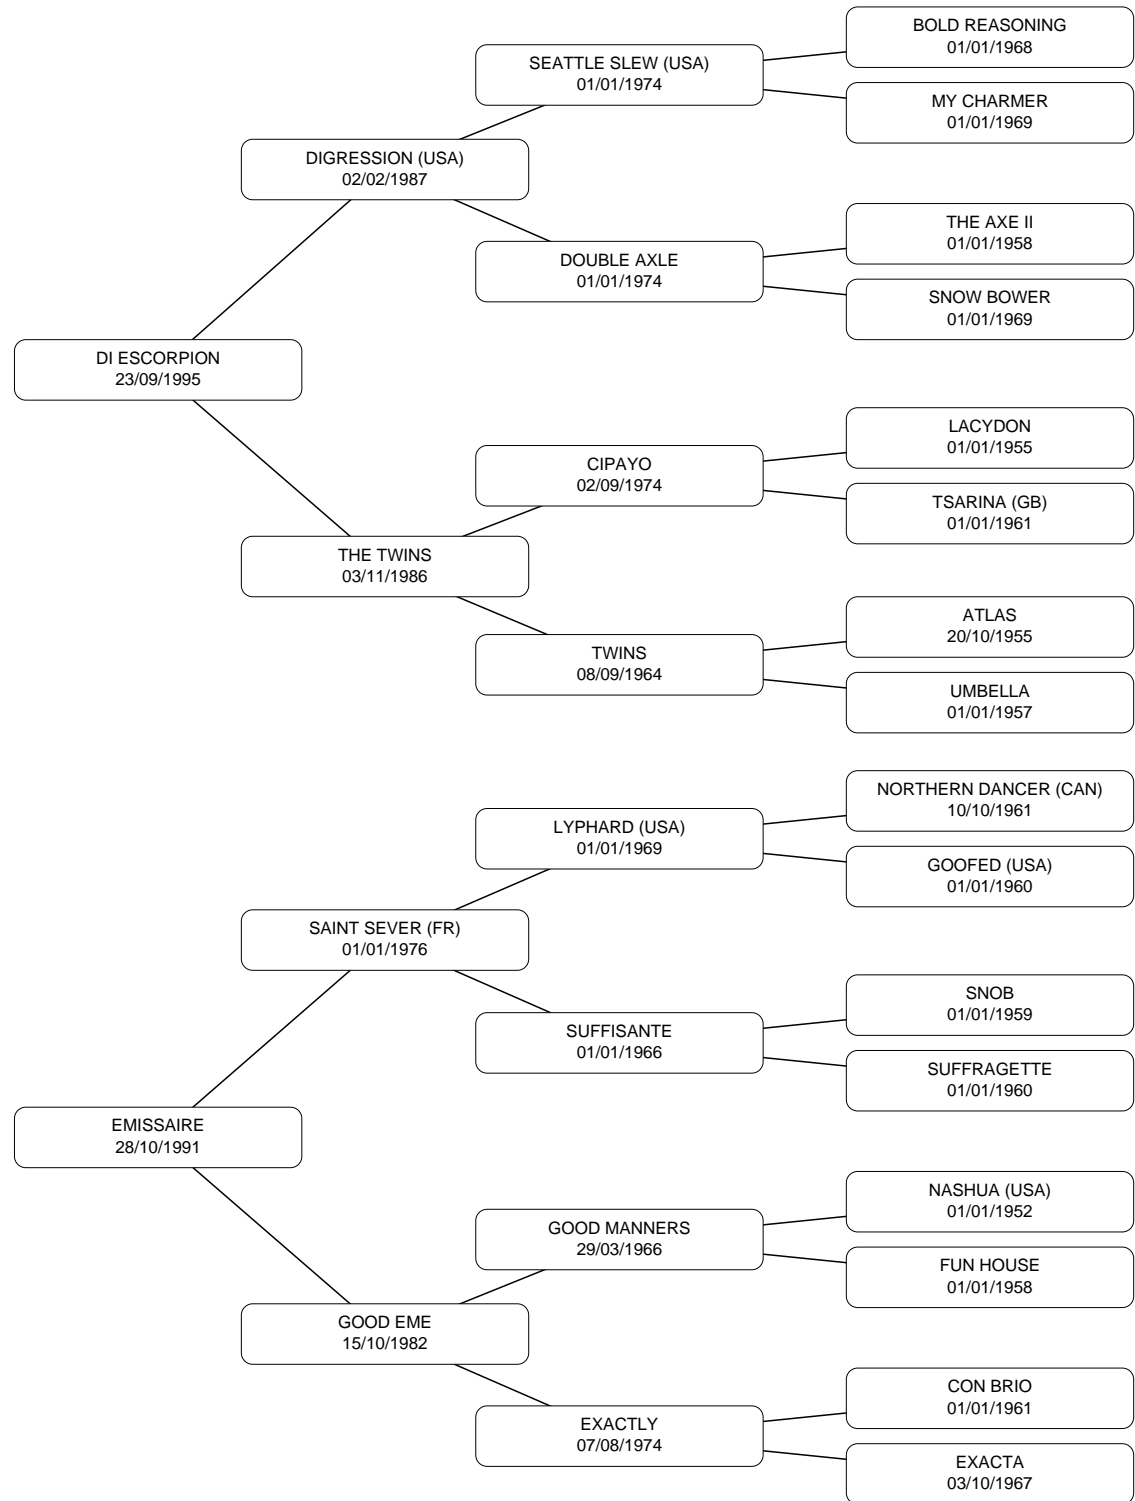 BOLD REASONING
01/01/1968
SEATTLE SLEW (USA)
01/01/1974
MY CHARMER
01/01/1969
DIGRESSION (USA)
02/02/1987
THE AXE II
01/01/1958
DOUBLE AXLE
01/01/1974
SNOW BOWER
01/01/1969
DI ESCORPION
23/09/1995
LACYDON
01/01/1955
CIPAYO
02/09/1974
TSARINA (GB)
01/01/1961
THE TWINS
03/11/1986
ATLAS
20/10/1955
TWINS
08/09/1964
UMBELLA
01/01/1957
NORTHERN DANCER (CAN)
10/10/1961
LYPHARD (USA)
01/01/1969
GOOFED (USA)
01/01/1960
SAINT SEVER (FR)
01/01/1976
SNOB
01/01/1959
SUFFISANTE
01/01/1966
SUFFRAGETTE
01/01/1960
EMISSAIRE
28/10/1991
NASHUA (USA)
01/01/1952
GOOD MANNERS
29/03/1966
FUN HOUSE
01/01/1958
GOOD EME
15/10/1982
CON BRIO
01/01/1961
EXACTLY
07/08/1974
EXACTA
03/10/1967